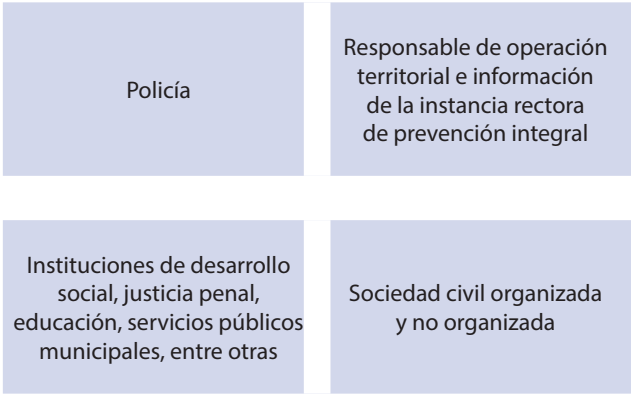 Policía
Responsable de operación
territorial e información
de la instancia rectora
de prevención integral
Instituciones de desarrollo
social, justicia penal,
educación, servicios públicos
municipales, entre otras
Sociedad civil organizada
y no organizada